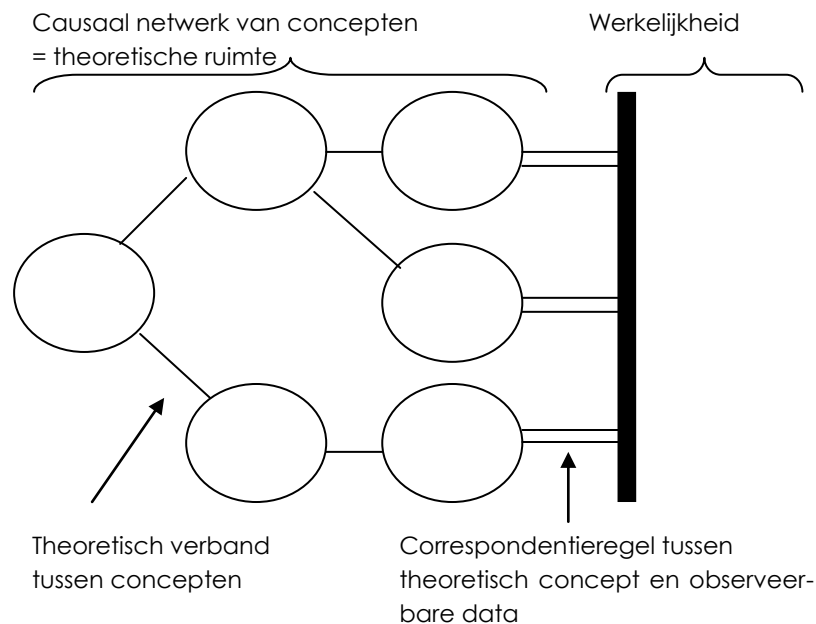 Causaal netwerk van concepten
= theoretische ruimte
Werkelijkheid
Theoretisch verband
tussen concepten
Correspondentieregel tussen
theoretisch concept en observeer-
bare data